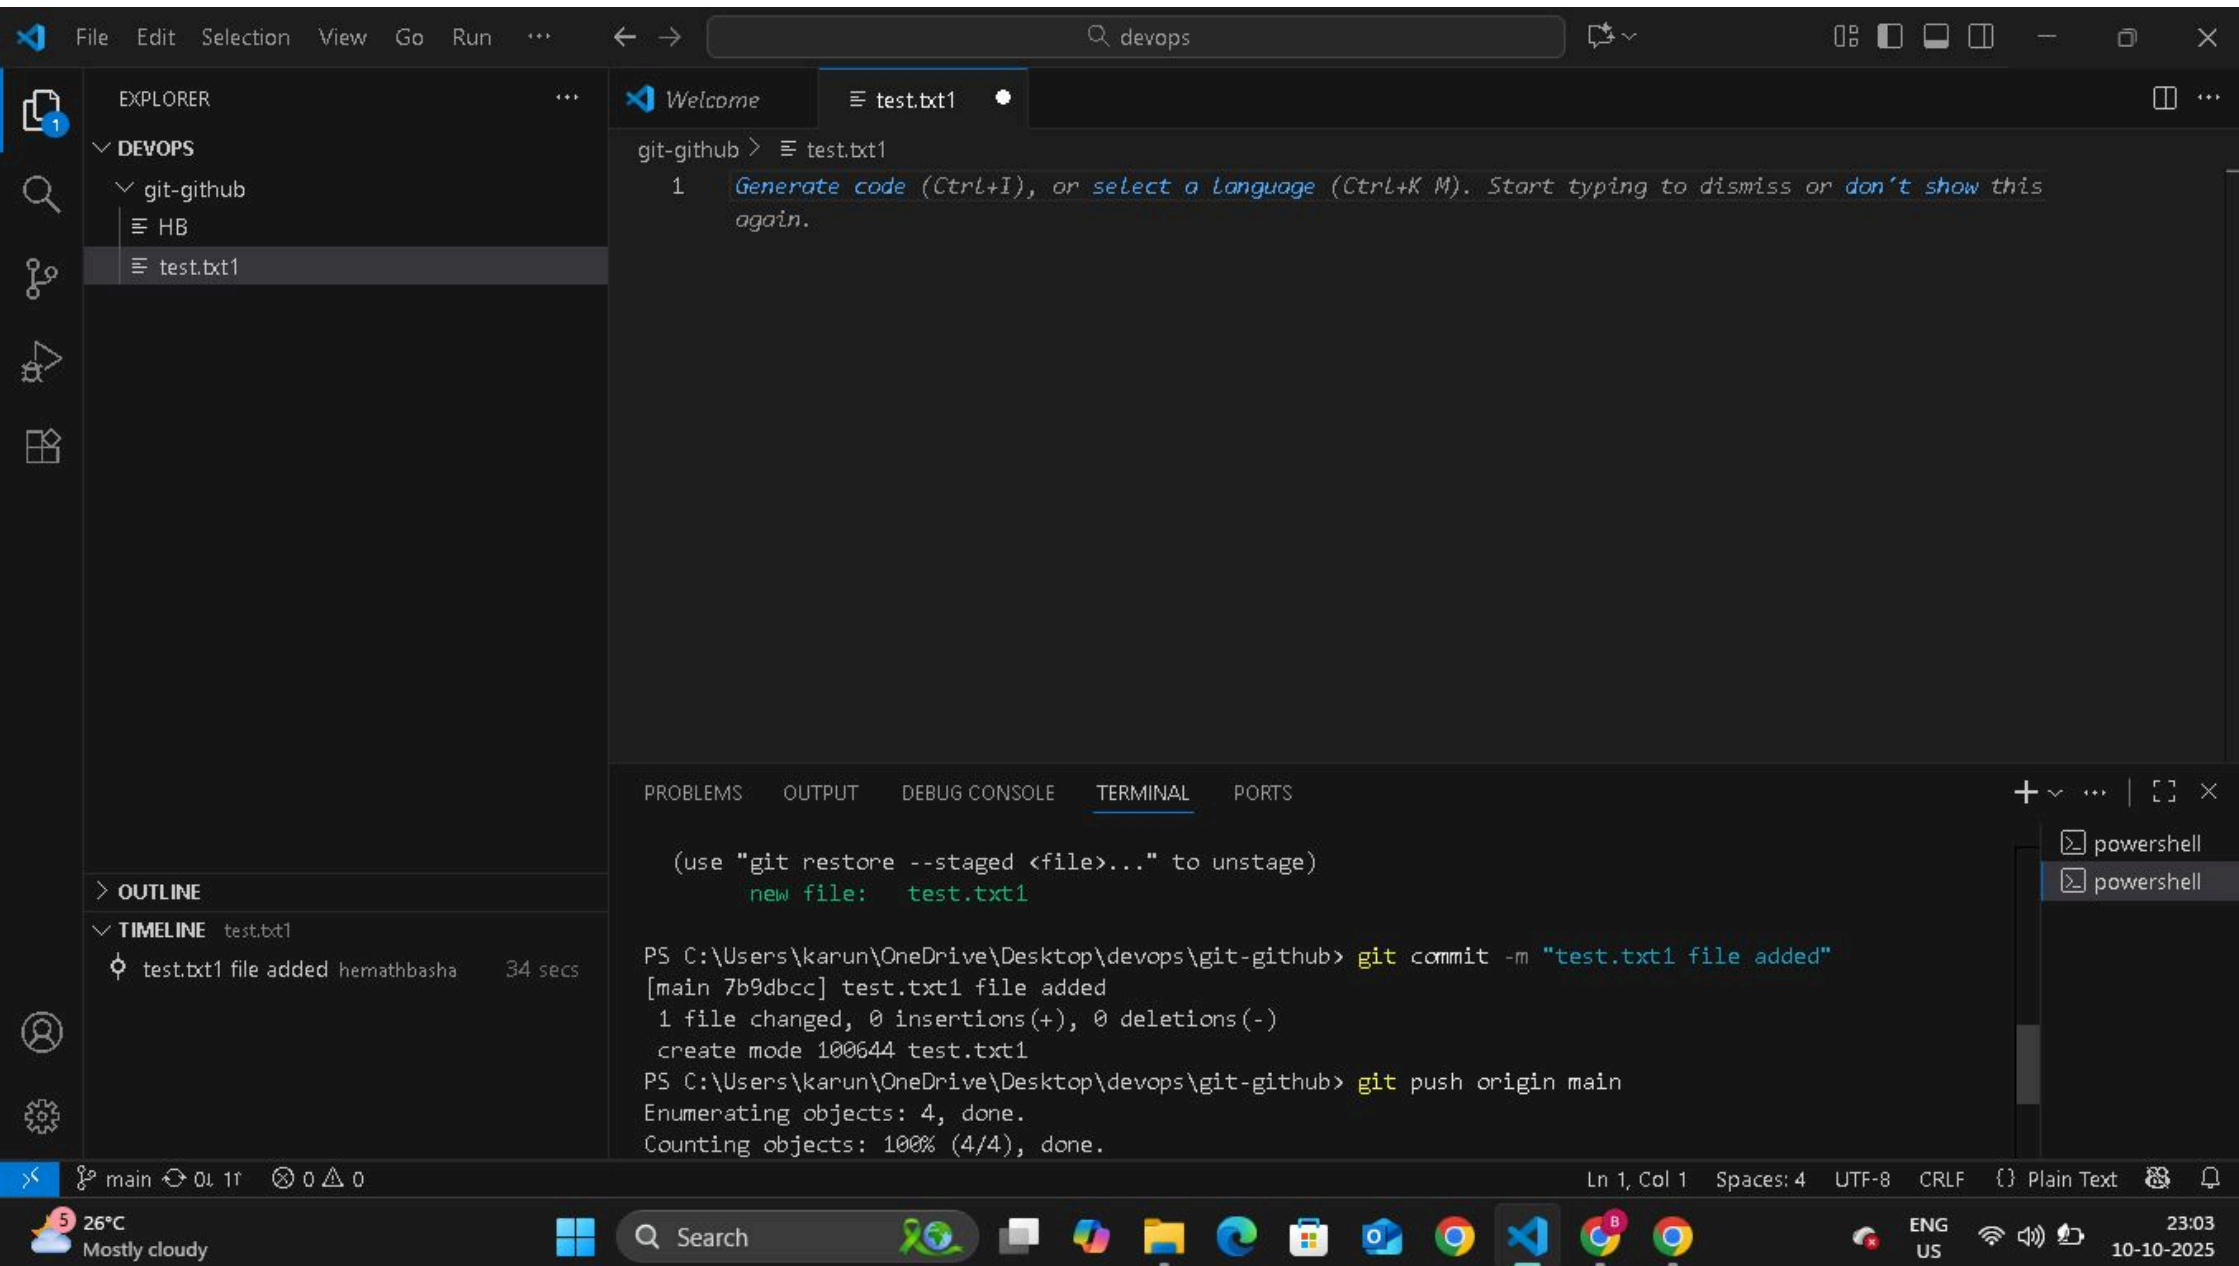 File Edit Selection View Go Run ··· devops
EXPLORER ···
1
DEVOPS
git-github
HB
test.txt1
Welcome
test.txt1
git-github > test.txt1
1 Generate code (Ctrl+I), or select a language (Ctrl+K M). Start typing to dismiss or don't show this
again.
OUTLINE
TIMELINE test.txt1
test.txt1 file added hemathbasha 34 secs
PROBLEMS OUTPUT DEBUG CONSOLE TERMINAL PORTS
(use "git restore --staged <file>..." to unstage)
new file: test.txt1
PS C:\Users\karun\OneDrive\Desktop\devops\git-github> git commit -m "test.txt1 file added"
[main 7b9dbcc] test.txt1 file added
1 file changed, 0 insertions(+), 0 deletions(-)
create mode 100644 test.txt1
PS C:\Users\karun\OneDrive\Desktop\devops\git-github> git push origin main
Enumerating objects: 4, done.
Counting objects: 100% (4/4), done.
powershell
powershell
main 0↓ 1↑ 0 0
Ln 1, Col 1 Spaces: 4 UTF-8 CRLF {} Plain Text
5
26°C
Mostly cloudy
Search
B
ENG
US
23:03
10-10-2025